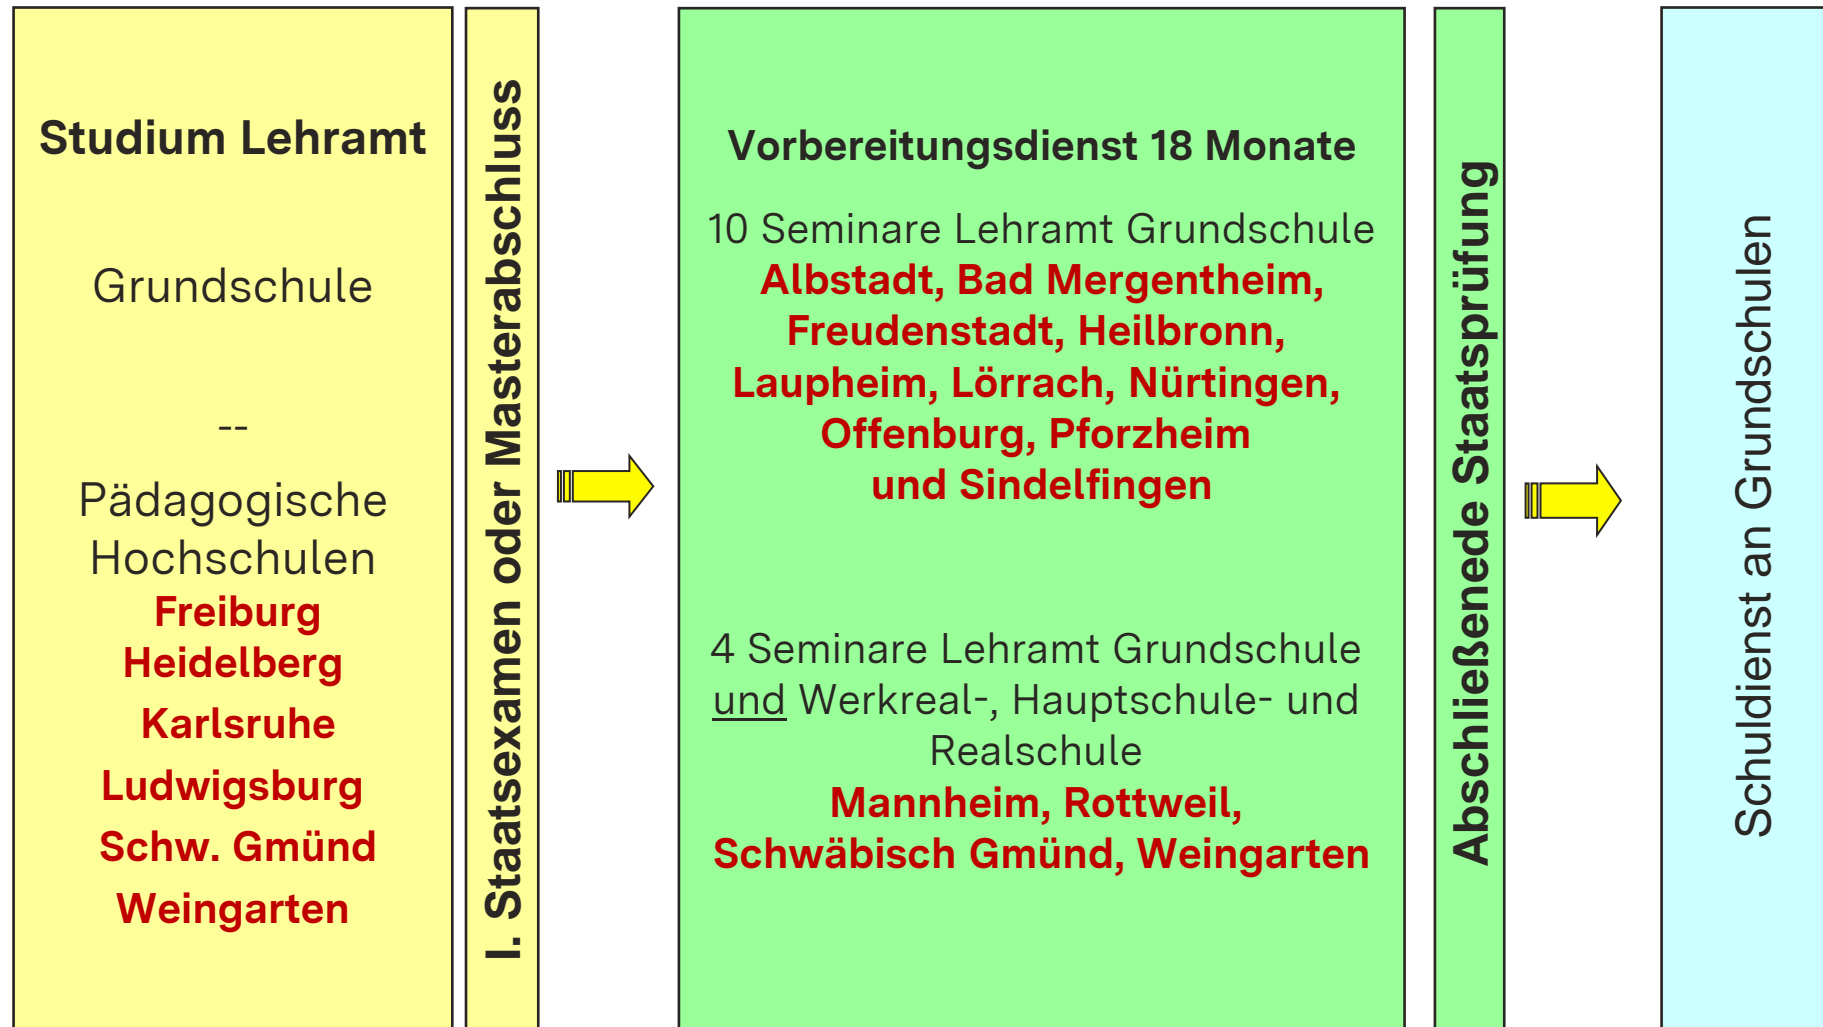 Studium Lehramt
Grundschule
--
Pädagogische
Hochschulen
Freiburg
Heidelberg
Karlsruhe
Ludwigsburg
Schw. Gmünd
Weingarten
I. Staatsexamen oder Masterabschluss
Vorbereitungsdienst 18 Monate
10 Seminare Lehramt Grundschule
Albstadt, Bad Mergentheim,
Freudenstadt, Heilbronn,
Laupheim, Lörrach, Nürtingen,
Offenburg, Pforzheim
und Sindelfingen
4 Seminare Lehramt Grundschule
und Werkreal-, Hauptschule- und
Realschule
Mannheim, Rottweil,
Schwäbisch Gmünd, Weingarten
Abschließenede Staatsprüfung
Schuldienst an Grundschulen